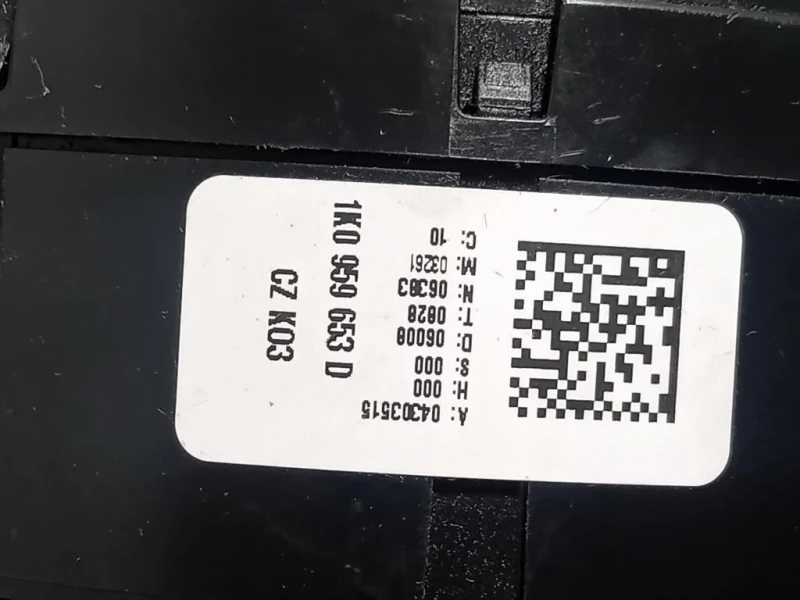 A: 04303515
H: 000
S: 000
D: 06008
T: 0828
N: 06383
M: 03261
C: 10
1K0 959 653 D
CZ K03